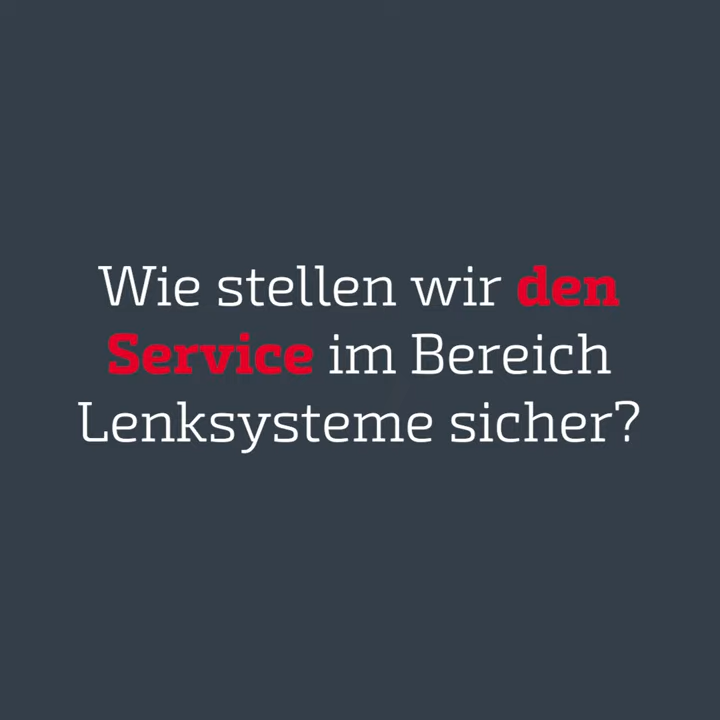 Wie stellen wir den
Service im Bereich
Lenksysteme sicher?